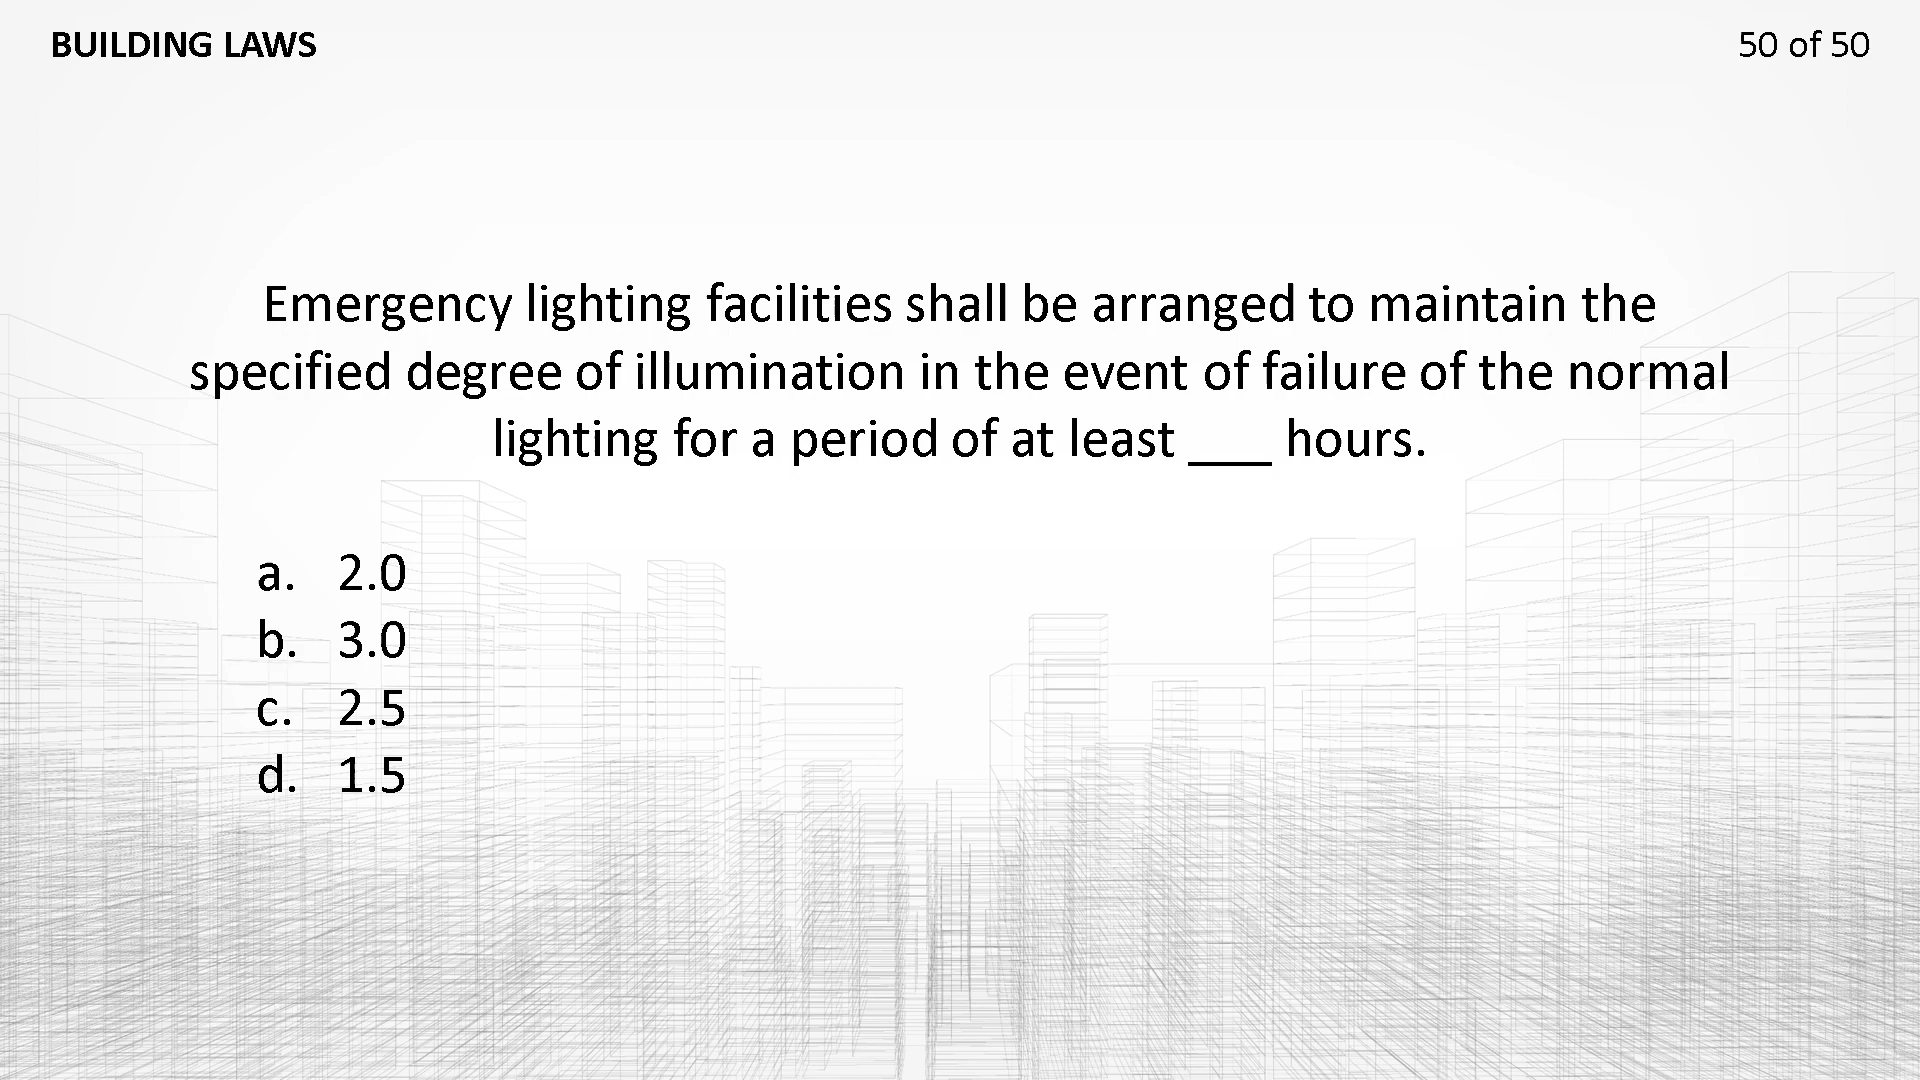 BUILDING LAWS
50 of 50
Emergency lighting facilities shall be arranged to maintain the
specified degree of illumination in the event of failure of the normal
lighting for a period of at least ___ hours.
a. 2.0
b. 3.0
c. 2.5
d. 1.5